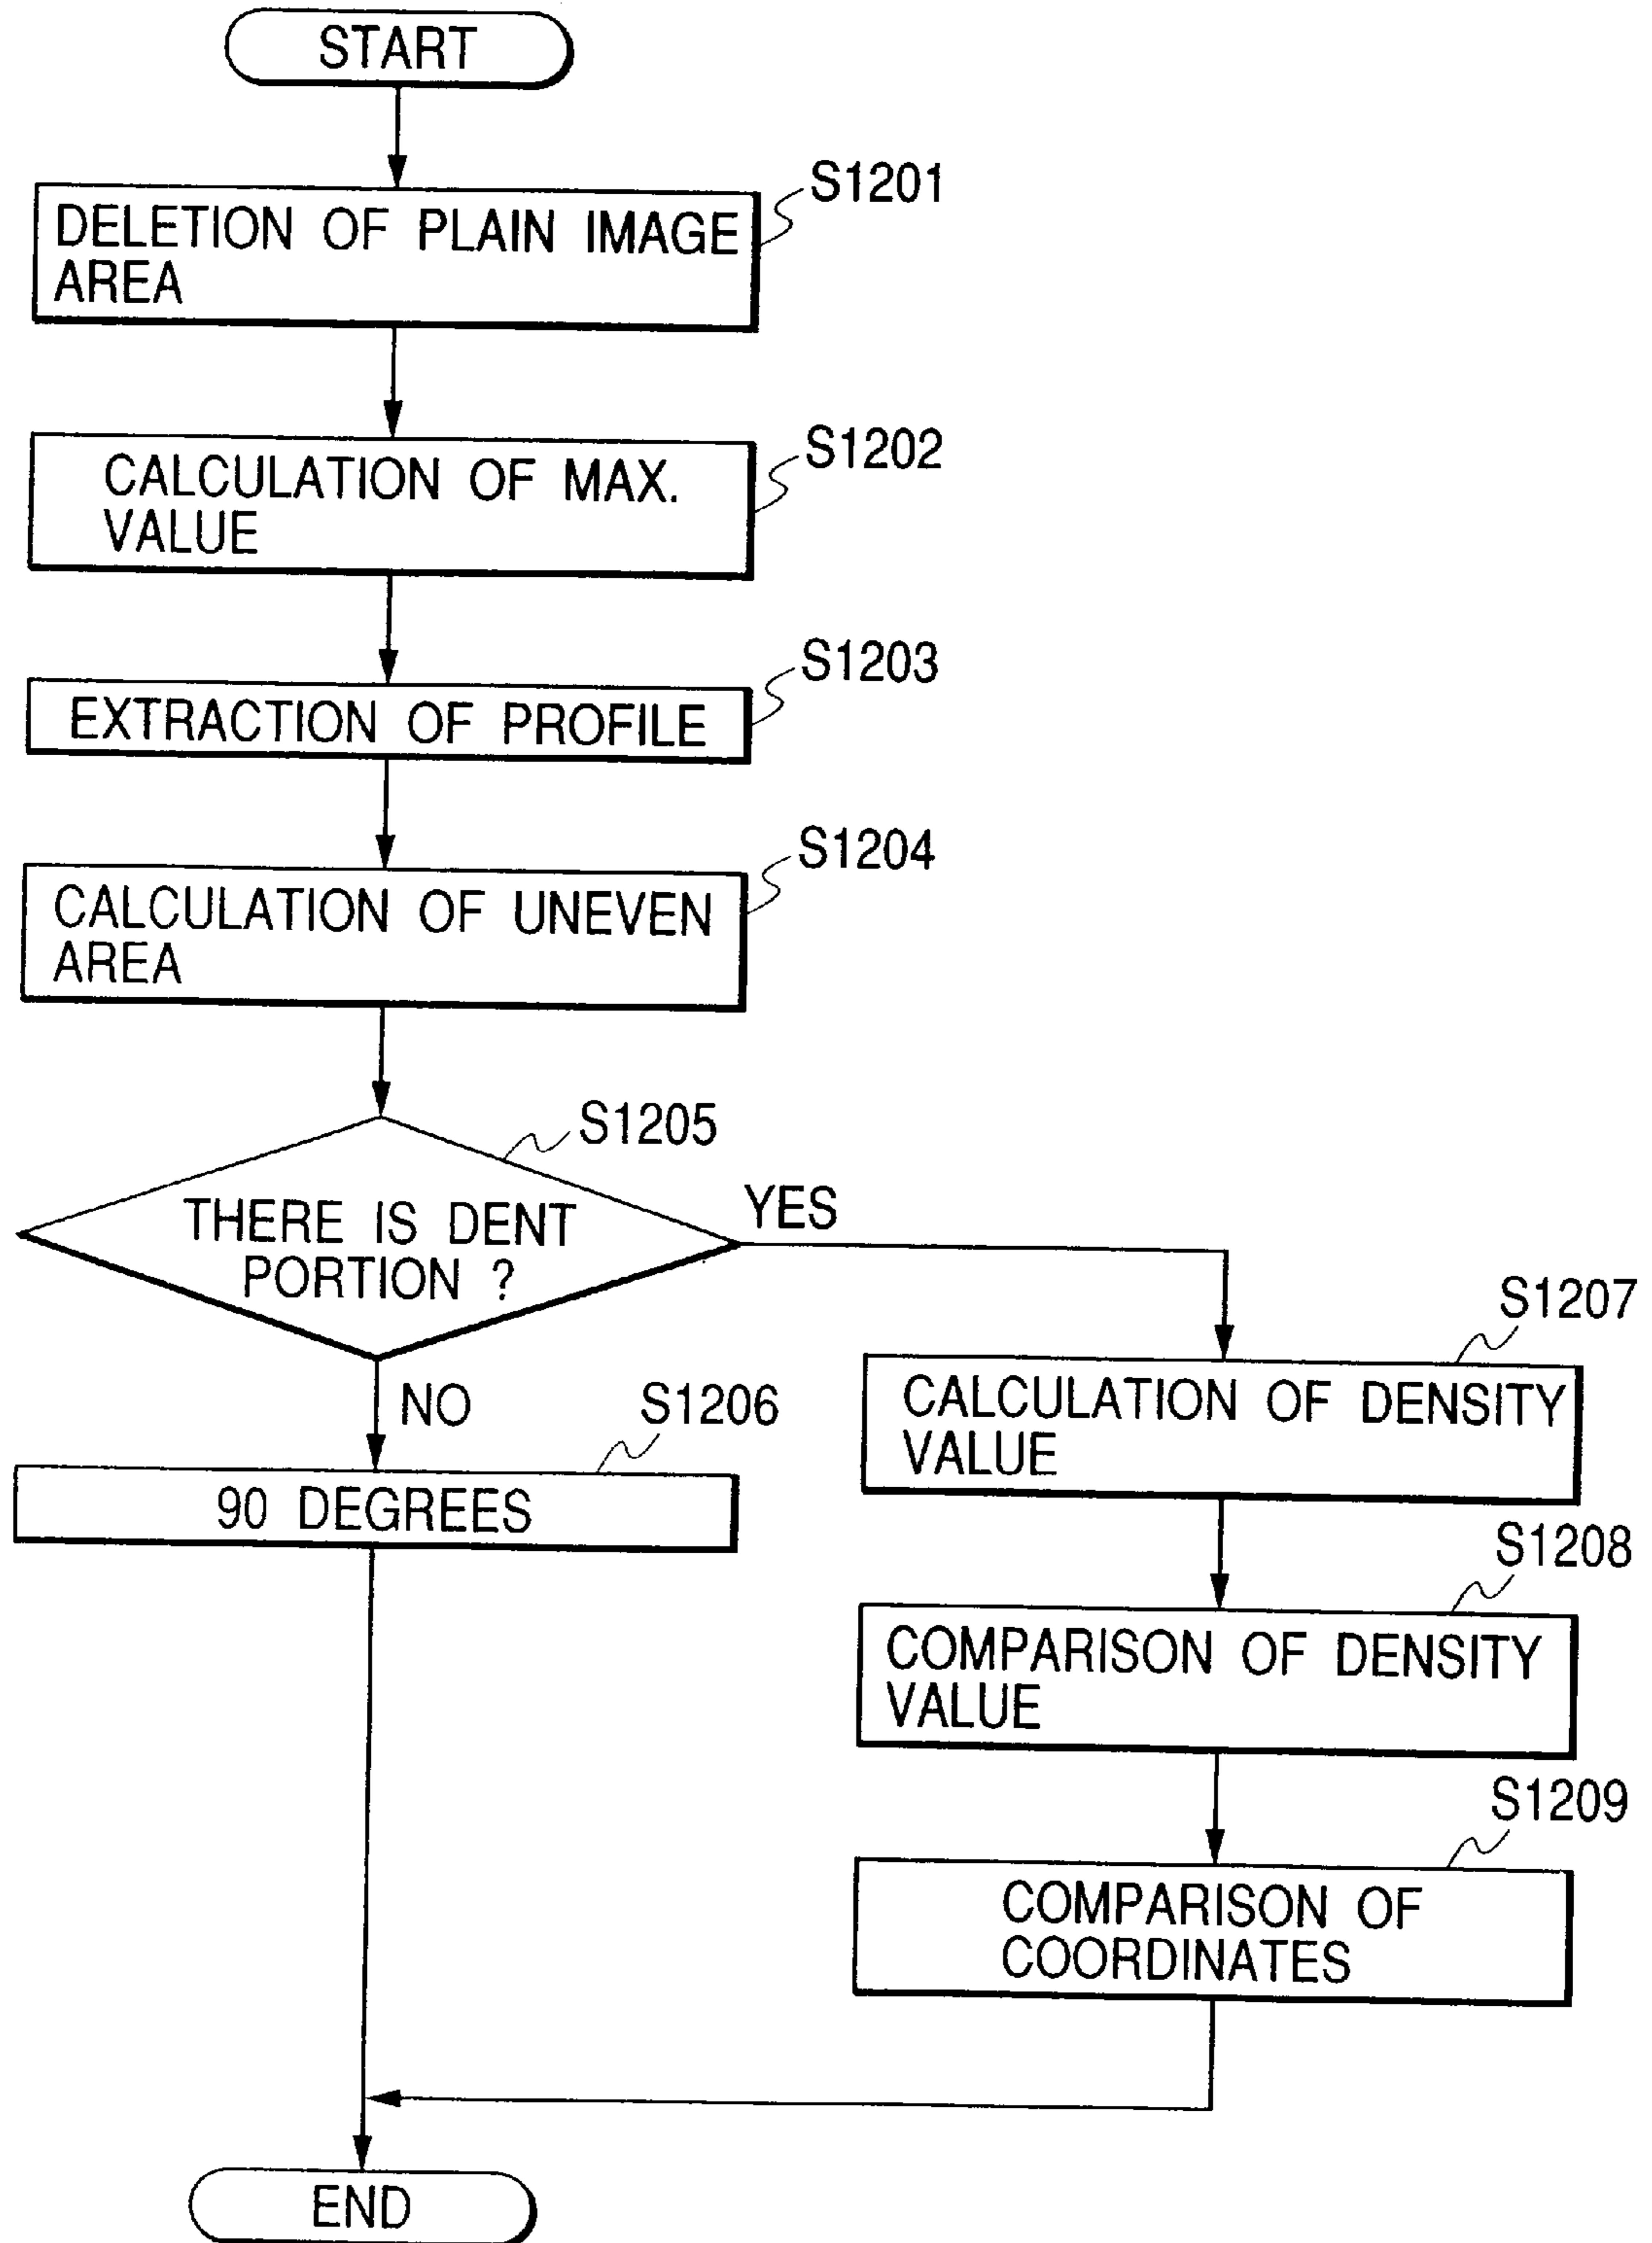 START
S1201
DELETION OF PLAIN IMAGE
AREA
S1202
CALCULATION OF MAX.
VALUE
S1203
EXTRACTION OF PROFILE
S1204
CALCULATION OF UNEVEN
AREA
S1205
THERE IS DENT
PORTION ?
YES
NO
S1206
90 DEGREES
S1207
CALCULATION OF DENSITY
VALUE
S1208
COMPARISON OF DENSITY
VALUE
S1209
COMPARISON OF
COORDINATES
END